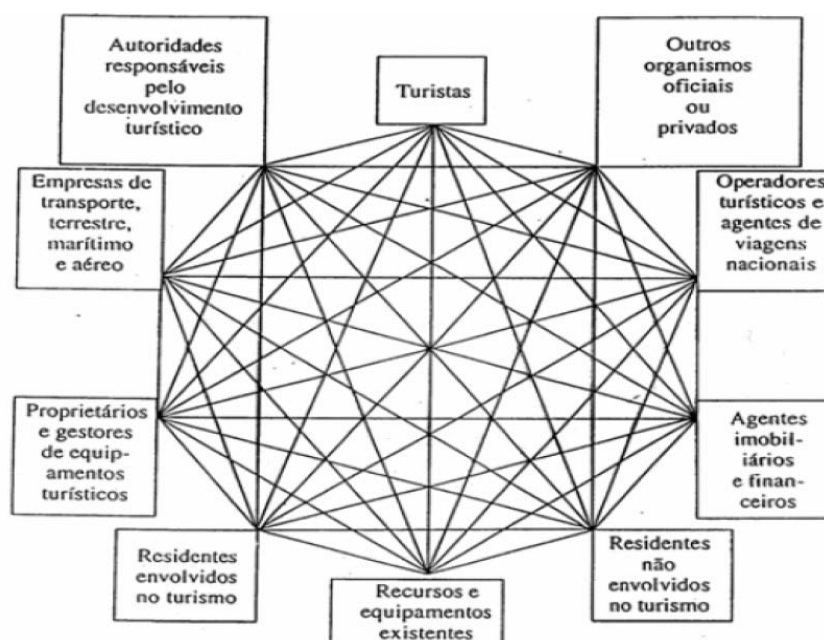 Autoridades
responsáveis
pelo
desenvolvimento
turístico
Turistas
Outros
organismos
oficiais
ou
privados
Empresas de
transporte,
terrestre,
marítimo
e aéreo
Operadores
turísticos e
agentes de
viagens
nacionais
Proprietários
e gestores
de equip-
amentos
turísticos
Agentes
imobil-
iários
e finan-
ceiros
Residentes
envolvidos
no turismo
Recursos e
equipamentos
existentes
Residentes
não
envolvidos
no turismo